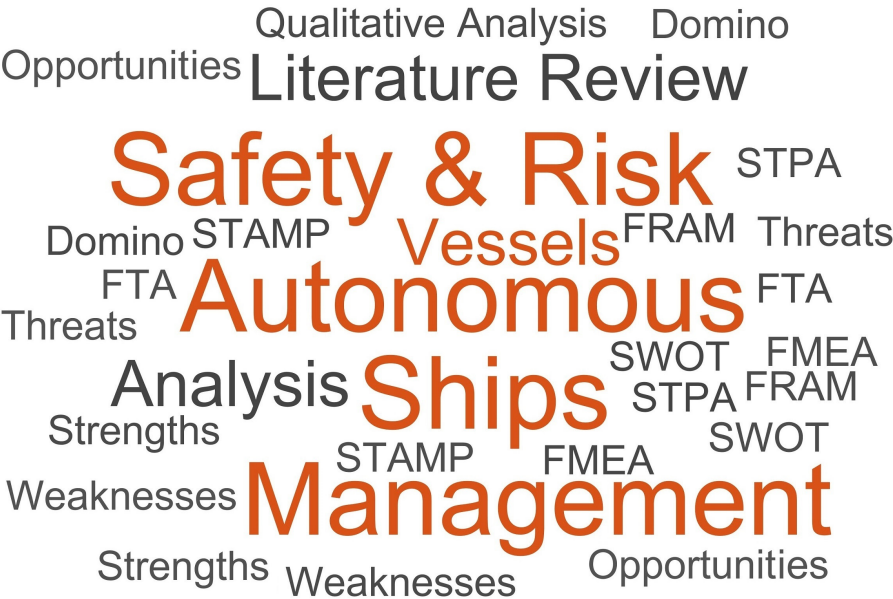 Qualitative Analysis Domino
Opportunities Literature Review
Safety & Risk STPA
Domino STAMP Vessels FRAM Threats
FTA Autonomous FTA
Threats
SWOT FMEA
Analysis Ships STPA FRAM
Strengths SWOT
STAMP FMEA
Weaknesses Management
Strengths Weaknesses Opportunities